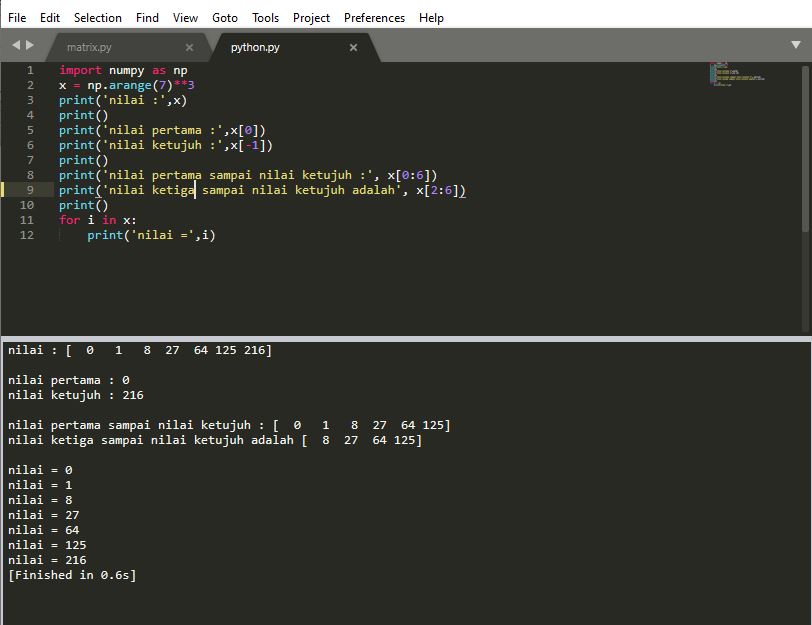 File Edit Selection Find View Goto Tools Project Preferences Help
matrix.py × python.py ×
1 import numpy as np
2 x = np.arange(7)**3
3 print('nilai :',x)
4 print()
5 print('nilai pertama :',x[0])
6 print('nilai ketujuh :',x[-1])
7 print()
8 print('nilai pertama sampai nilai ketujuh :', x[0:6])
9 print('nilai ketiga sampai nilai ketujuh adalah', x[2:6])
10 print()
11 for i in x:
12     print('nilai =',i)
nilai : [  0   1   8  27  64 125 216]
nilai pertama : 0
nilai ketujuh : 216
nilai pertama sampai nilai ketujuh : [  0   1   8  27  64 125]
nilai ketiga sampai nilai ketujuh adalah [  8  27  64 125]
nilai = 0
nilai = 1
nilai = 8
nilai = 27
nilai = 64
nilai = 125
nilai = 216
[Finished in 0.6s]